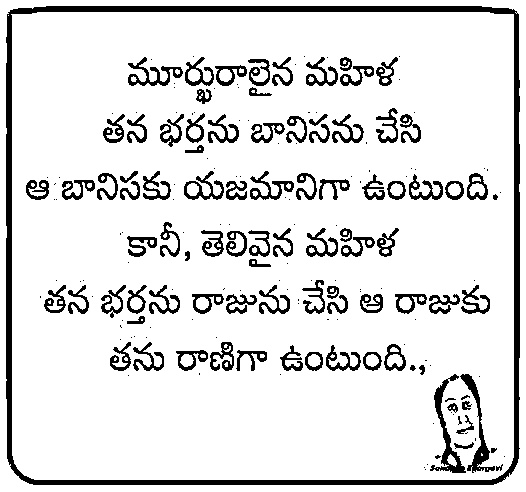 మూర్ఖురాలైన మహిళ
తన భర్తను బానిసను చేసి
ఆ బానిసకు యజమానిగా ఉంటుంది.
కానీ, తెలివైన మహిళ
తన భర్తను రాజును చేసి ఆ రాజుకు
తను రాణిగా ఉంటుంది.,